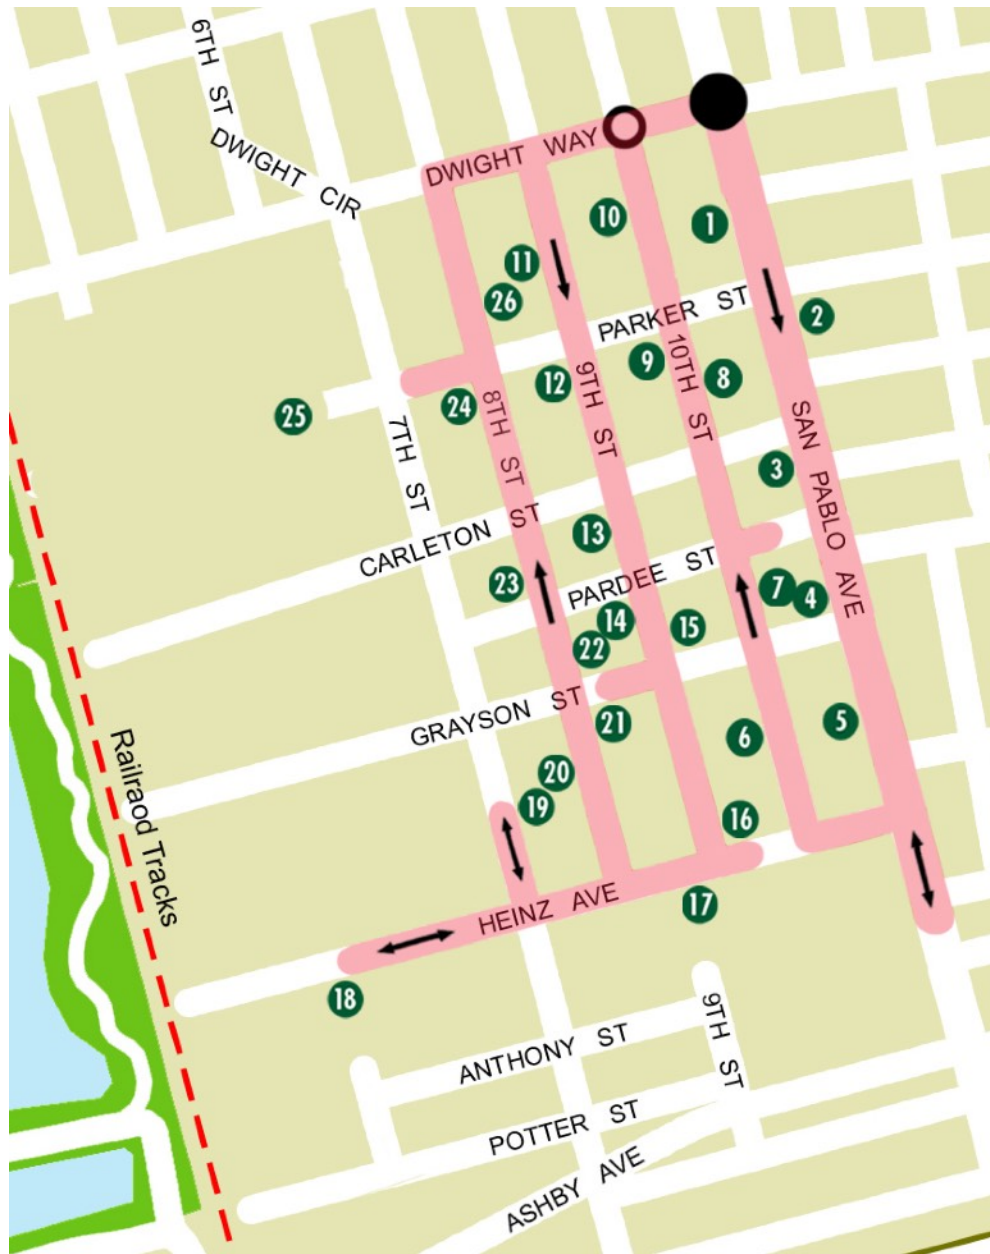 6TH ST
DWIGHT CIR
DWIGHT WAY
10
1
11
26
2
PARKER ST
9
8
12
24
25
10TH ST
9TH ST
8TH ST
7TH ST
SAN PABLO AVE
3
CARLETON ST
13
PARDEE ST
23
7
4
14
15
22
GRAYSON ST
21
5
6
Railraod Tracks
20
19
16
HEINZ AVE
17
18
9TH ST
ANTHONY ST
POTTER ST
ASHBY AVE